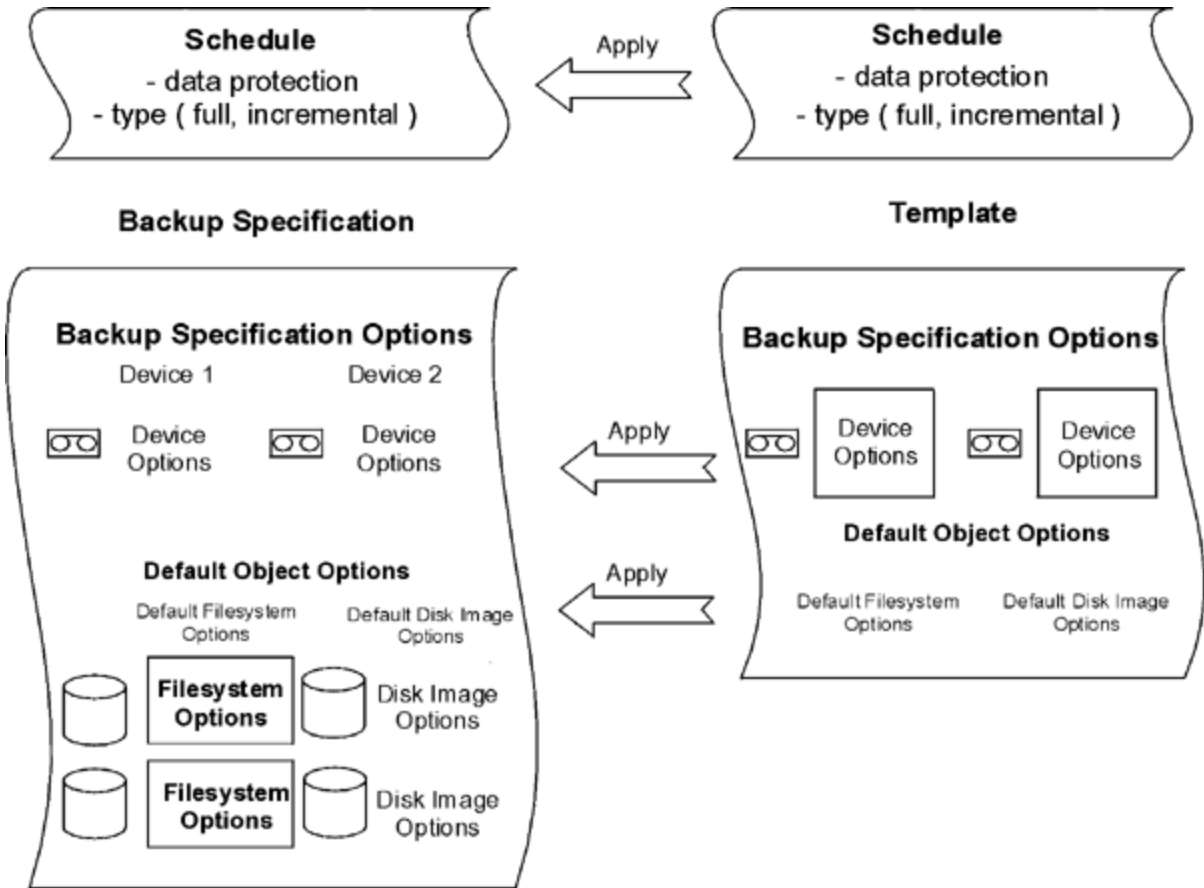 Schedule
- data protection
- type ( full, incremental )
Apply
Schedule
- data protection
- type ( full, incremental )
Backup Specification
Template
Backup Specification Options
Device 1
Device 2
Device
Options
Device
Options
Default Object Options
Default Filesystem
Options
Default Disk Image
Options
Filesystem
Options
Disk Image
Options
Filesystem
Options
Disk Image
Options
Apply
Apply
Backup Specification Options
Device
Options
Device
Options
Default Object Options
Default Filesystem
Options
Default Disk Image
Options